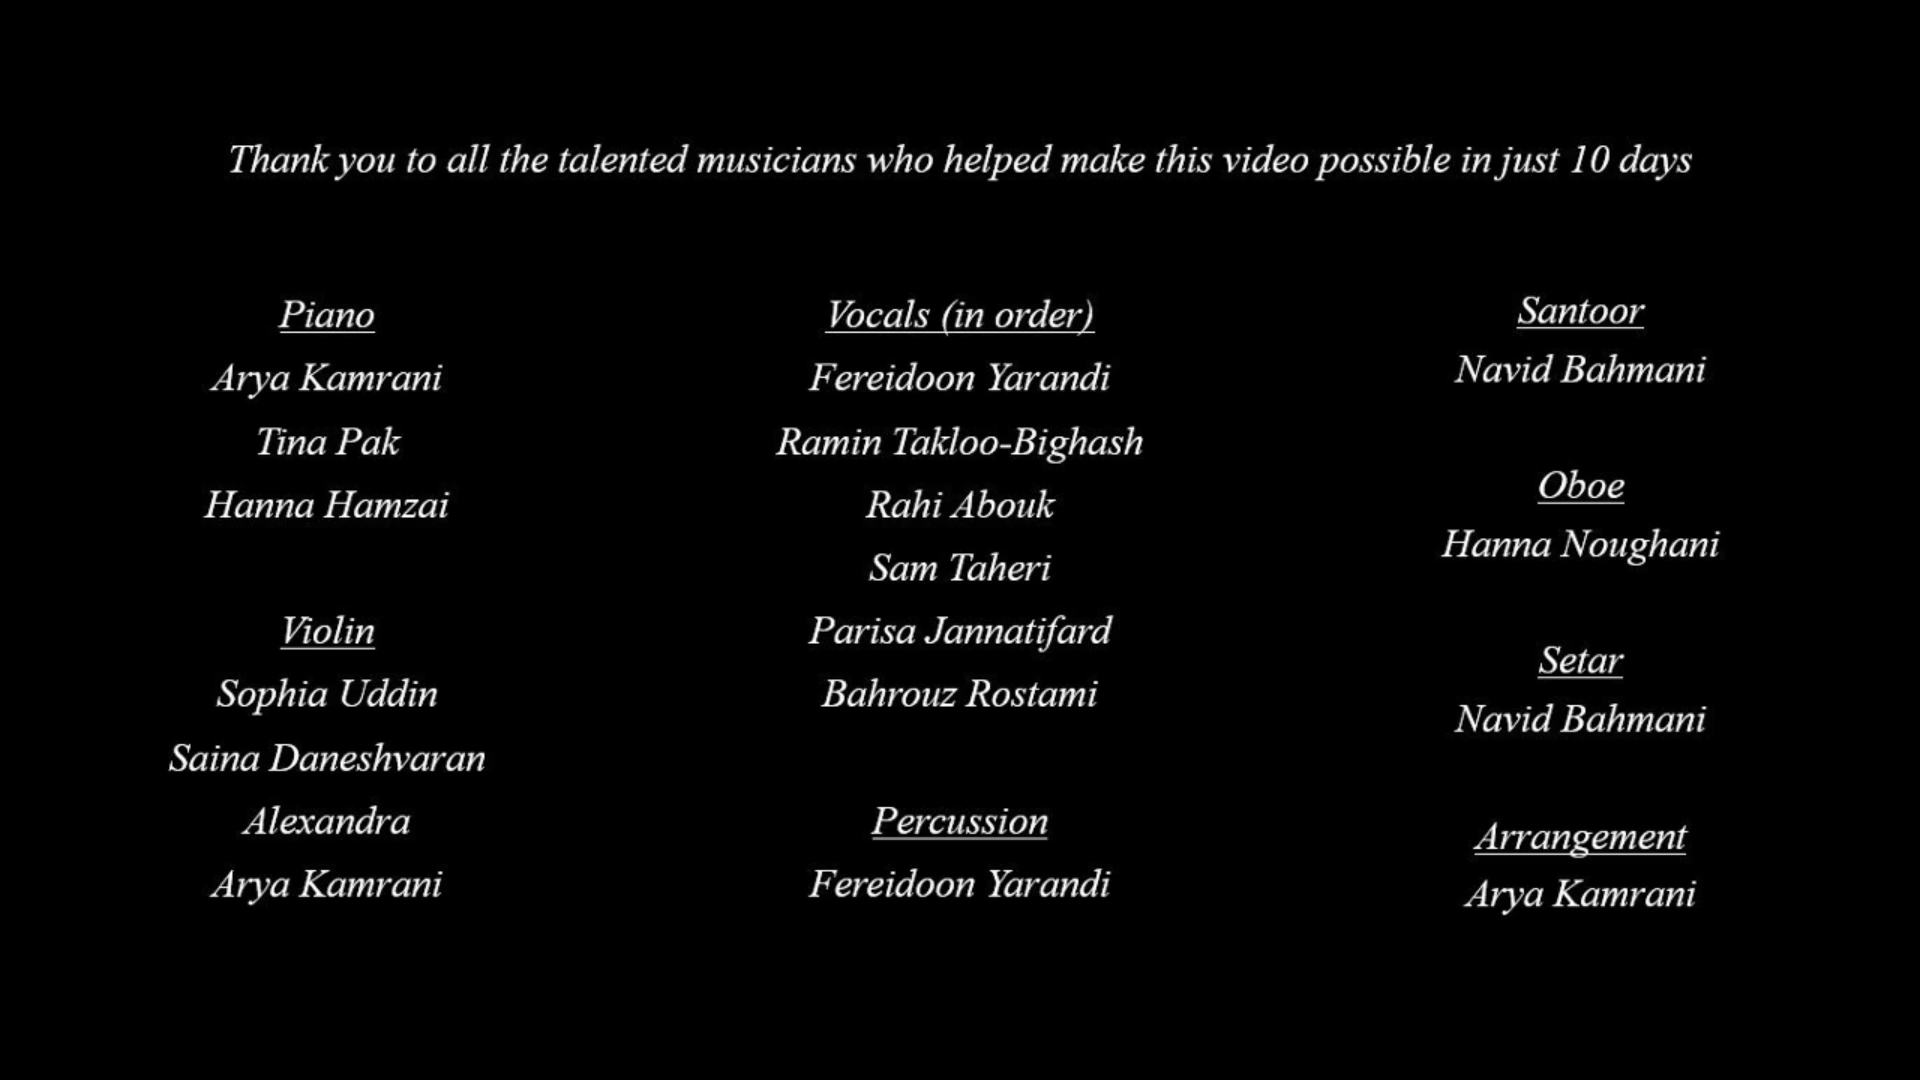 Thank you to all the talented musicians who helped make this video possible in just 10 days
Piano
Arya Kamrani
Tina Pak
Hanna Hamzai
Violin
Sophia Uddin
Saina Daneshvaran
Alexandra
Arya Kamrani
Vocals (in order)
Fereidoon Yarandi
Ramin Takloo-Bighash
Rahi Abouk
Sam Taheri
Parisa Jannatifard
Bahrouz Rostami
Percussion
Fereidoon Yarandi
Santoor
Navid Bahmani
Oboe
Hanna Noughani
Setar
Navid Bahmani
Arrangement
Arya Kamrani